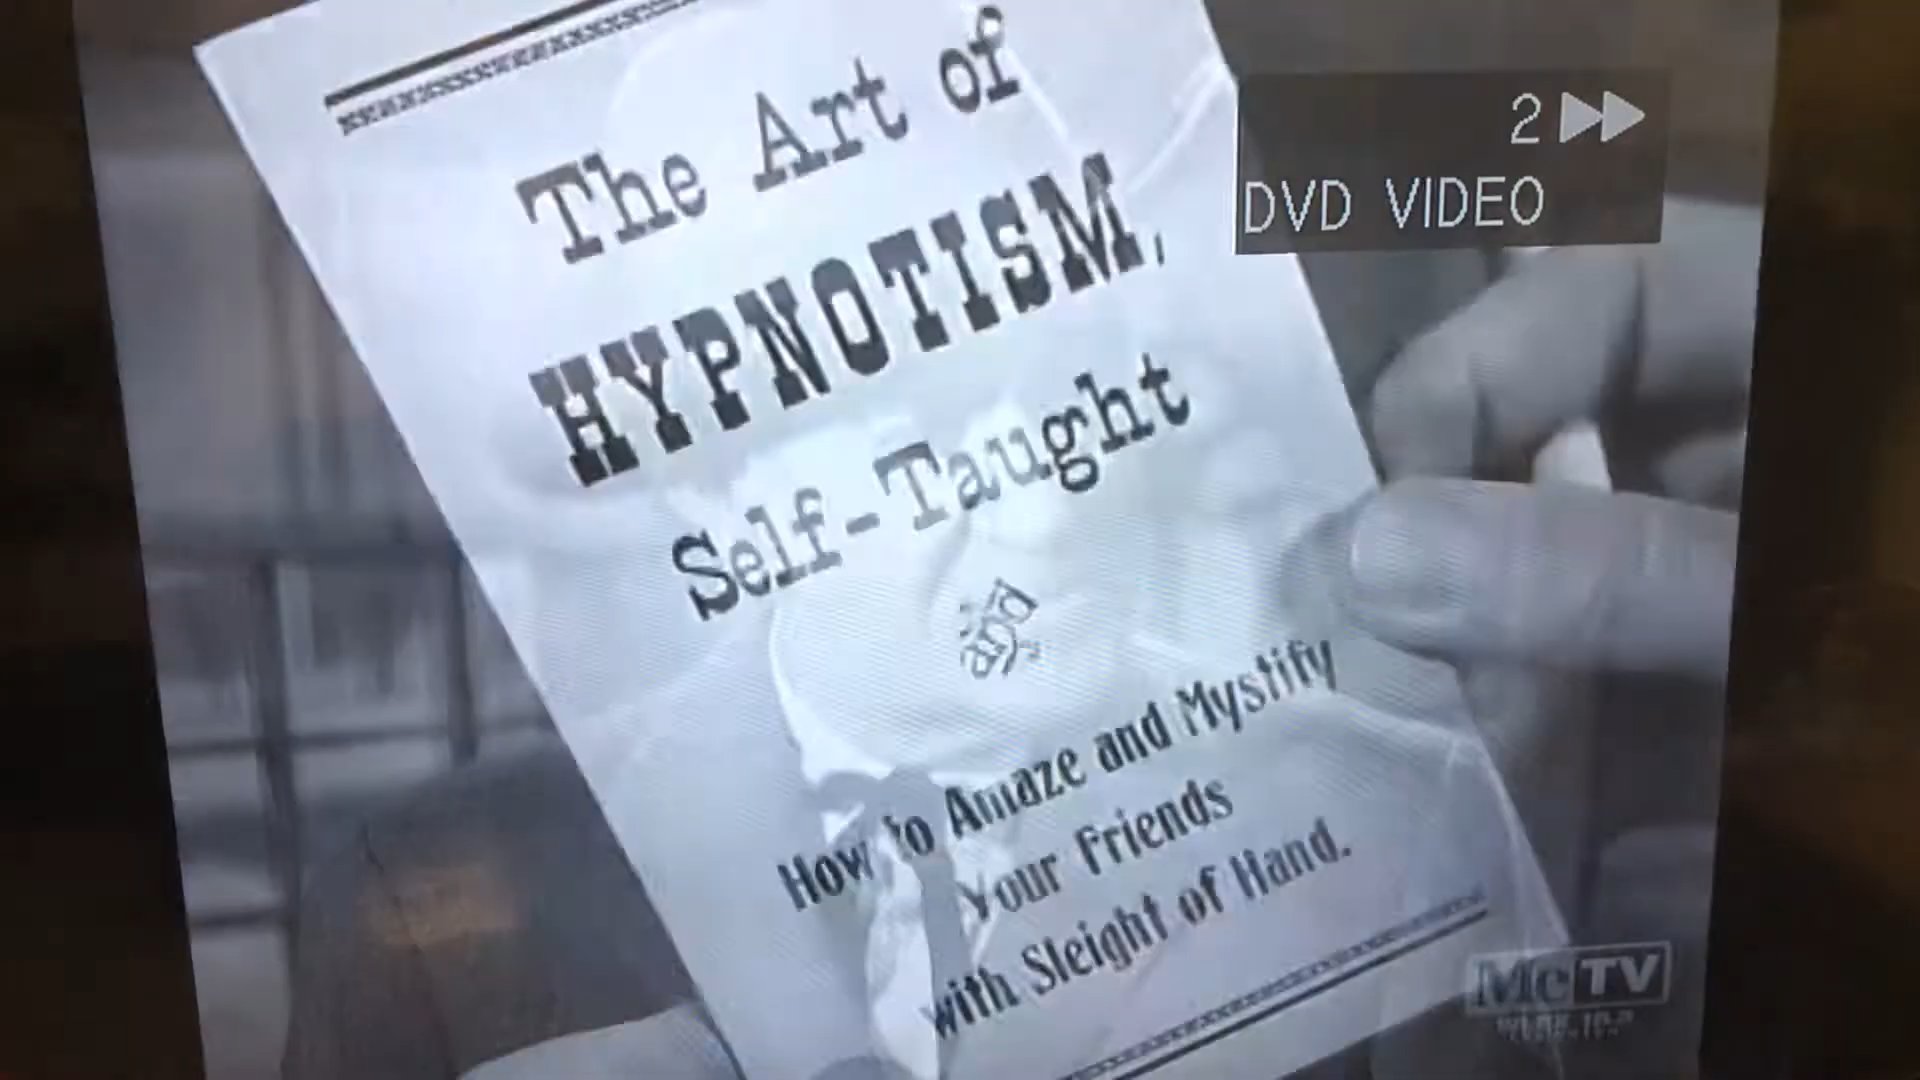 The Art of
HYPNOTISM,
Self-Taught
and
How to Amaze and Mystify
Your Friends
with Sleight of Hand.
2
DVD VIDEO
McTV